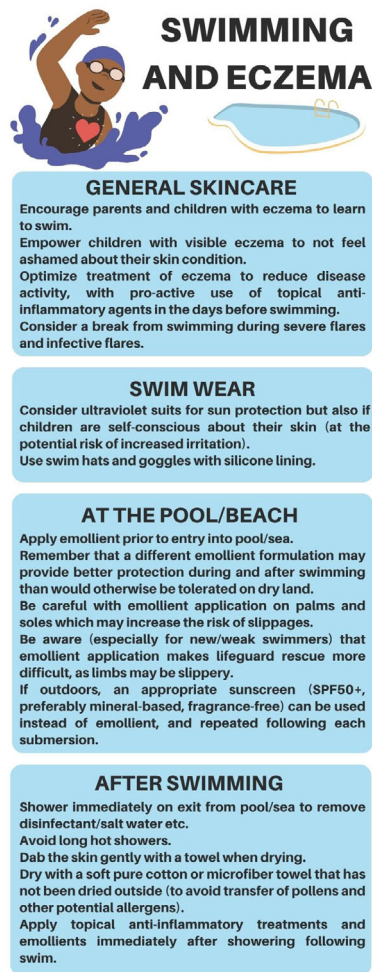 SWIMMING
AND ECZEMA
GENERAL SKINCARE
Encourage parents and children with eczema to learn
to swim.
Empower children with visible eczema to not feel
ashamed about their skin condition.
Optimize treatment of eczema to reduce disease
activity, with pro-active use of topical anti-
inflammatory agents in the days before swimming.
Consider a break from swimming during severe flares
and infective flares.
SWIM WEAR
Consider ultraviolet suits for sun protection but also if
children are self-conscious about their skin (at the
potential risk of increased irritation).
Use swim hats and goggles with silicone lining.
AT THE POOL/BEACH
Apply emollient prior to entry into pool/sea.
Remember that a different emollient formulation may
provide better protection during and after swimming
than would otherwise be tolerated on dry land.
Be careful with emollient application on palms and
soles which may increase the risk of slippages.
Be aware (especially for new/weak swimmers) that
emollient application makes lifeguard rescue more
difficult, as limbs may be slippery.
If outdoors, an appropriate sunscreen (SPF50+,
preferably mineral-based, fragrance-free) can be used
instead of emollient, and repeated following each
submersion.
AFTER SWIMMING
Shower immediately on exit from pool/sea to remove
disinfectant/salt water etc.
Avoid long hot showers.
Dab the skin gently with a towel when drying.
Dry with a soft pure cotton or microfiber towel that has
not been dried outside (to avoid transfer of pollens and
other potential allergens).
Apply topical anti-inflammatory treatments and
emollients immediately after showering following
swim.